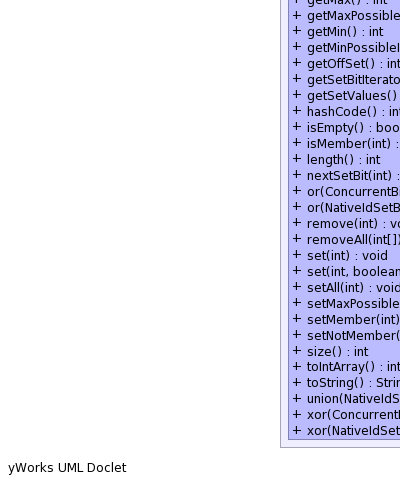 + getMax() : int
+ getMaxPossible
+ getMin() : int
+ getMinPossibleI
+ getOffSet() : int
+ getSetBitIterato
+ getSetValues()
+ hashCode() : int
+ isEmpty() : boo
+ isMember(int) :
+ length() : int
+ nextSetBit(int) :
+ or(ConcurrentB
+ or(NativeIdSetB
+ remove(int) : vo
+ removeAll(int[])
+ set(int) : void
+ set(int, boolean
+ setAll(int) : void
+ setMaxPossible
+ setMember(int)
+ setNotMember(
+ size() : int
+ toIntArray() : int
+ toString() : Strin
+ union(NativeIdS
+ xor(Concurrent
+ xor(NativeIdSet
yWorks UML Doclet